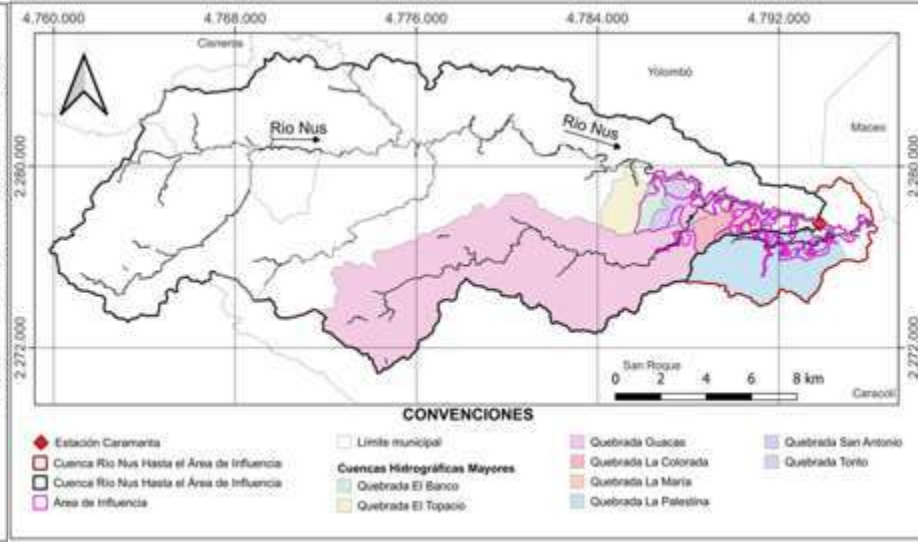 4.760.000 4.768.000 4.776.000 4.784.000 4.792.000
Cisneros
Yolombó
Maceo
Rio Nus
Rio Nus
2.280.000 2.280.000
2.272.000 2.272.000
San Roque
0 2 4 6 8 km
Caracolí
CONVENCIONES
Estación Caramanta
Cuenca Río Nus Hasta el Área de Influencia
Cuenca Río Nus Hasta el Área de Influencia
Área de Influencia
Límite municipal
Cuencas Hidrográficas Mayores
Quebrada El Banco
Quebrada El Topacio
Quebrada Guacas
Quebrada La Colorada
Quebrada La María
Quebrada La Palestina
Quebrada San Antonio
Quebrada Torito